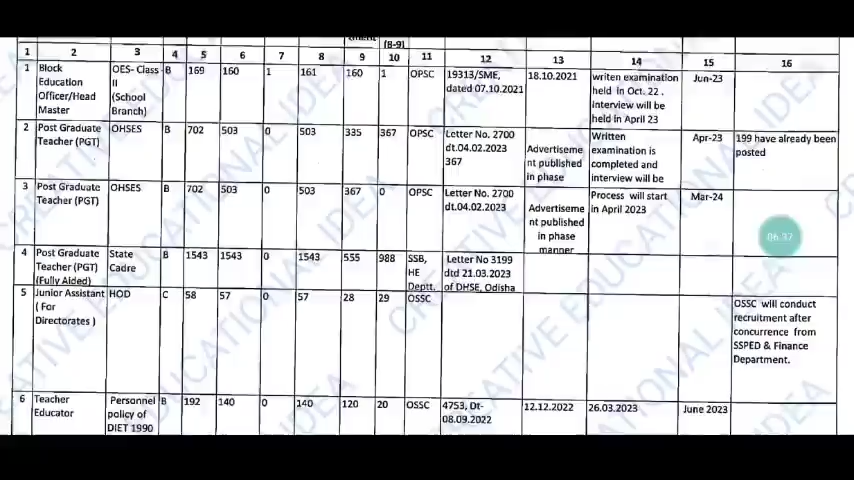 (8-9)
1 2 3 4 5 6 7 8 9 10 11 12 13 14 15 16
1 Block Education Officer/Head Master OES- Class - II (School Branch) B 169 160 1 161 160 1 OPSC 19313/SME, dated 07.10.2021 18.10.2021 writen examination held in Oct. 22 . interview will be held in April 23 Jun-23
2 Post Graduate Teacher (PGT) OHSES B 702 503 0 503 335 367 OPSC Letter No. 2700 dt.04.02.2023 367 Advertiseme nt published in phase Written examination is completed and interview will be Apr-23 199 have already been posted
3 Post Graduate Teacher (PGT) OHSES B 702 503 0 503 367 0 OPSC Letter No. 2700 dt.04.02.2023 Advertiseme nt published in phase manner Process will start in April 2023 Mar-24
06:37
4 Post Graduate Teacher (PGT) (Fully Aided) State Cadre B 1543 1543 0 1543 555 988 SSB, HE Deptt. Letter No 3199 dtd 21.03.2023 of DHSE, Odisha
5 Junior Assistant ( For Directorates ) HOD C 58 57 0 57 28 29 OSSC OSSC will conduct recruitment after concurrence from SSPED & Finance Department.
6 Teacher Educator Personnel policy of DIET 1990 B 192 140 0 140 120 20 OSSC 4753, Dt- 08.09.2022 12.12.2022 26.03.2023 June 2023
CREATIVE EDUCATIONAL IDEA